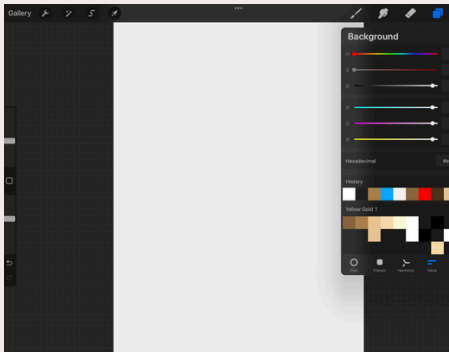 Gallery
Background
H
S
B
R
G
B
Hexadecimal
History
Yellow Gold 1
Disc
Classic
Harmony
Value